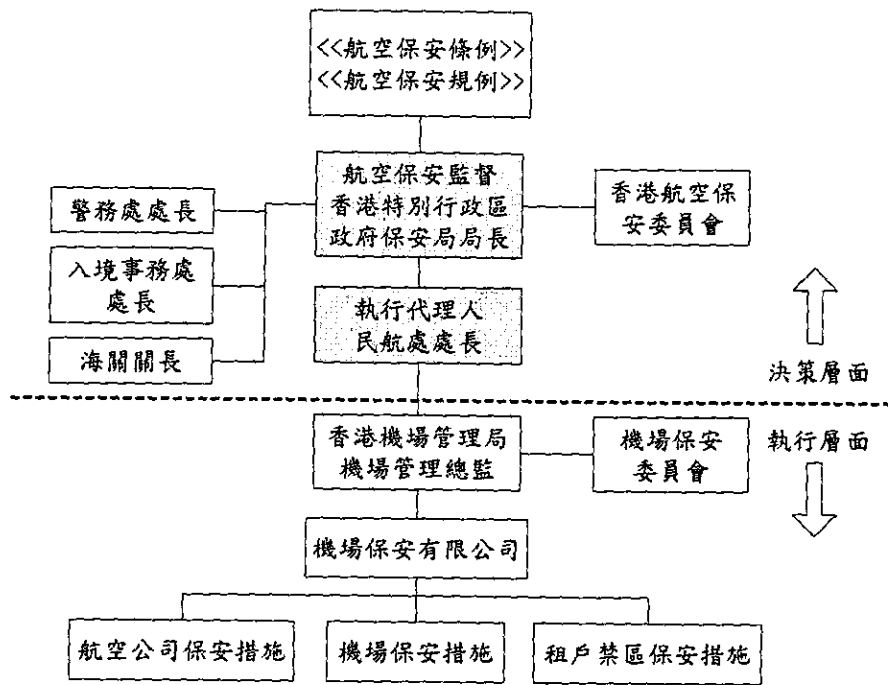 <<航空保安條例>>
<<航空保安規例>>
航空保安監督
香港特別行政區
政府保安局局長
香港航空保
安委員會
警務處處長
入境事務處
處長
海關關長
執行代理人
民航處處長
決策層面
香港機場管理局
機場管理總監
機場保安
委員會
執行層面
機場保安有限公司
航空公司保安措施
機場保安措施
租戶禁區保安措施